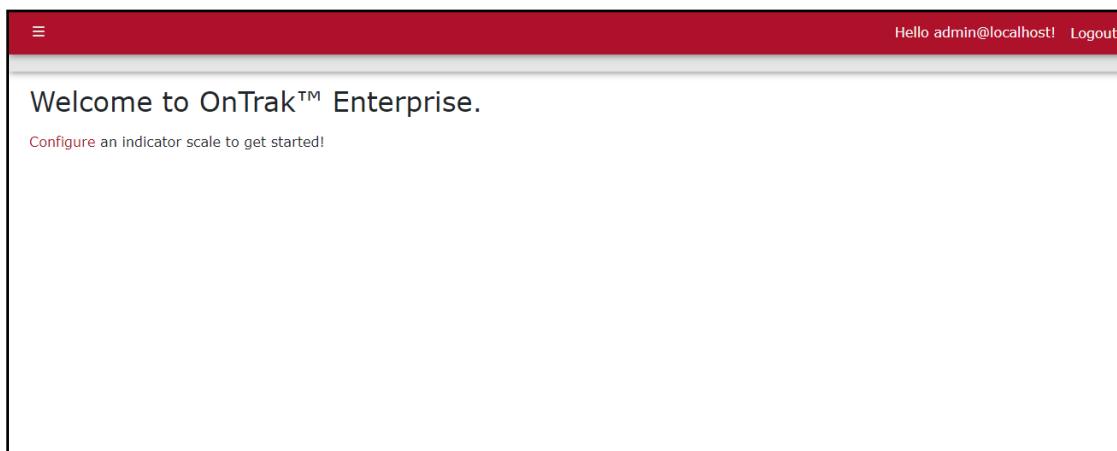 Hello admin@localhost! Logout
Welcome to OnTrak™ Enterprise.
Configure an indicator scale to get started!